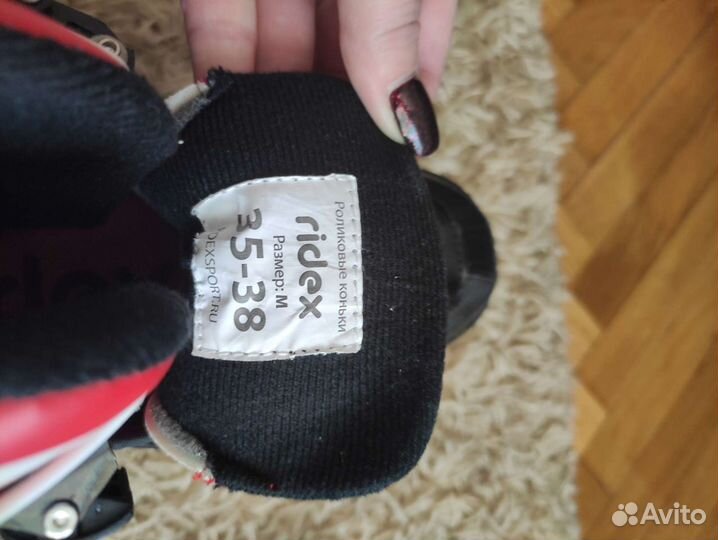 Роликовые коньки
ridex
Размер: M
35-38
DEXSPORT.RU
Avito